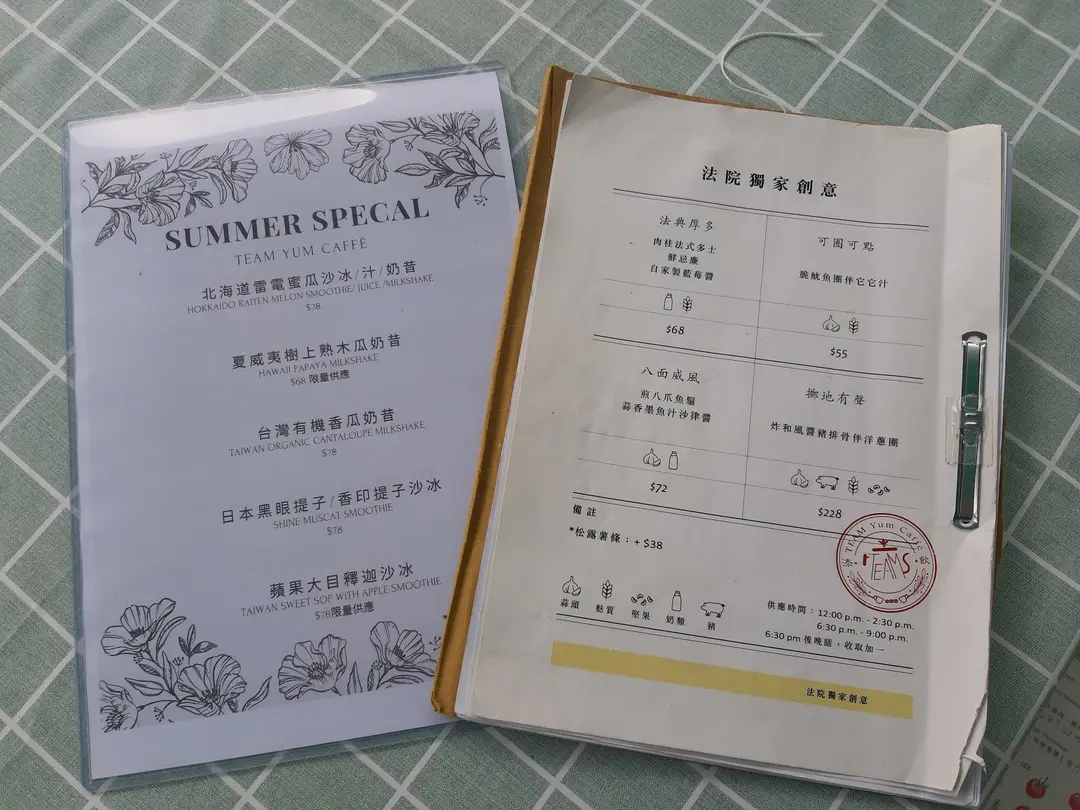 SUMMER SPECAL
TEAM YUM CAFFÈ
北海道雷電蜜瓜沙冰/汁/奶昔
HOKKAIDO RAITEN MELON SMOOTHIE/ JUICE /MILKSHAKE
$78
夏威夷樹上熟木瓜奶昔
HAWAII PAPAYA MILKSHAKE
$68 限量供應
台灣有機香瓜奶昔
TAIWAN ORGANIC CANTALOUPE MILKSHAKE
$78
日本黑眼提子/香印提子沙冰
SHINE MUSCAT SMOOTHIE
$78
蘋果大目釋迦沙冰
TAIWAN SWEET SOP WITH APPLE SMOOTHIE
$78限量供應
法院獨家創意
法典厚多
肉桂法式多士
鮮忌廉
自家製藍莓醬
$68
可圈可點
脆魷魚圈伴它它汁
$55
八面威風
煎八爪魚鬚
蒜香墨魚汁沙律醬
$72
擲地有聲
炸和風醬豬排骨伴洋蔥圈
$228
備註
*松露薯條：+ $38
TEAM Yum Caffè
TEAMS
蒜頭
麩質
堅果
奶類
豬
供應時間：12:00 p.m. - 2:30 p.m.
6:30 p.m. - 9:00 p.m.
6:30 pm 後晚膳，收取加一
法院獨家創意